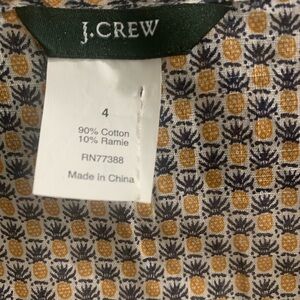 J.CREW
4
90% Cotton
10% Ramie
RN77388
Made in China